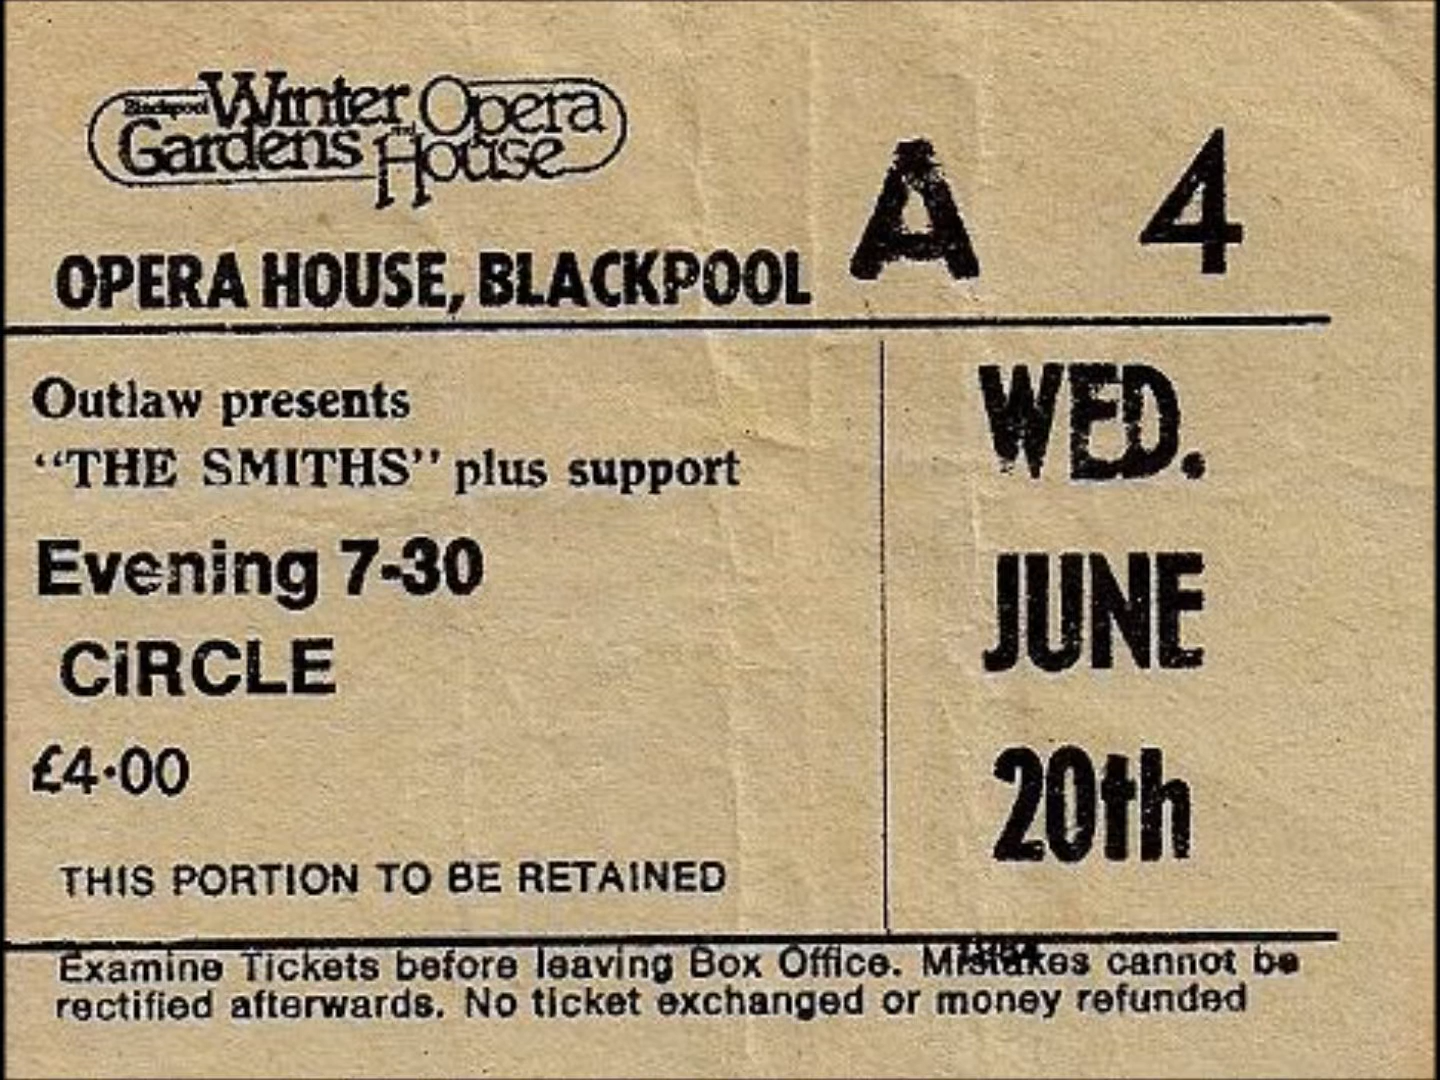 Blackpool Winter Gardens and Opera House
OPERA HOUSE, BLACKPOOL
A 4
Outlaw presents
“THE SMITHS” plus support
Evening 7-30
CiRCLE
£4·00
THIS PORTION TO BE RETAINED
WED.
JUNE
20th
Examine Tickets before leaving Box Office. Mistakes cannot be
rectified afterwards. No ticket exchanged or money refunded